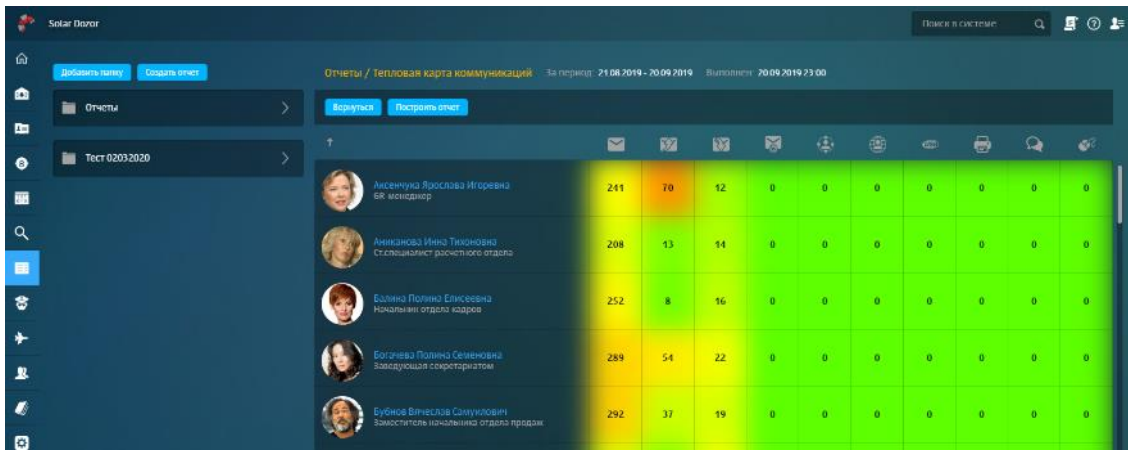 Solar Dozor
Поиск в системе
Добавить папку
Создать отчет
Отчеты / Тепловая карта коммуникаций
За период: 21.08.2019 - 20.09.2019
Выполнен: 20.09.2019 23:00
Отчеты
Вернуться
Построить отчет
Тест 02032020
Аксенчука Ярослава Игоревна
GR менеджер
241 70 12 0 0 0 0 0 0 0
Аниканова Инна Тихоновна
Ст.специалист расчетного отдела
208 13 14 0 0 0 0 0 0 0
Балина Полина Елисеевна
Начальник отдела кадров
252 8 16 0 0 0 0 0 0 0
Богачева Полина Семеновна
Заведующая секретариатом
289 54 22 0 0 0 0 0 0 0
Бубнов Вячеслав Самуилович
Заместитель начальника отдела продаж
292 37 19 0 0 0 0 0 0 0